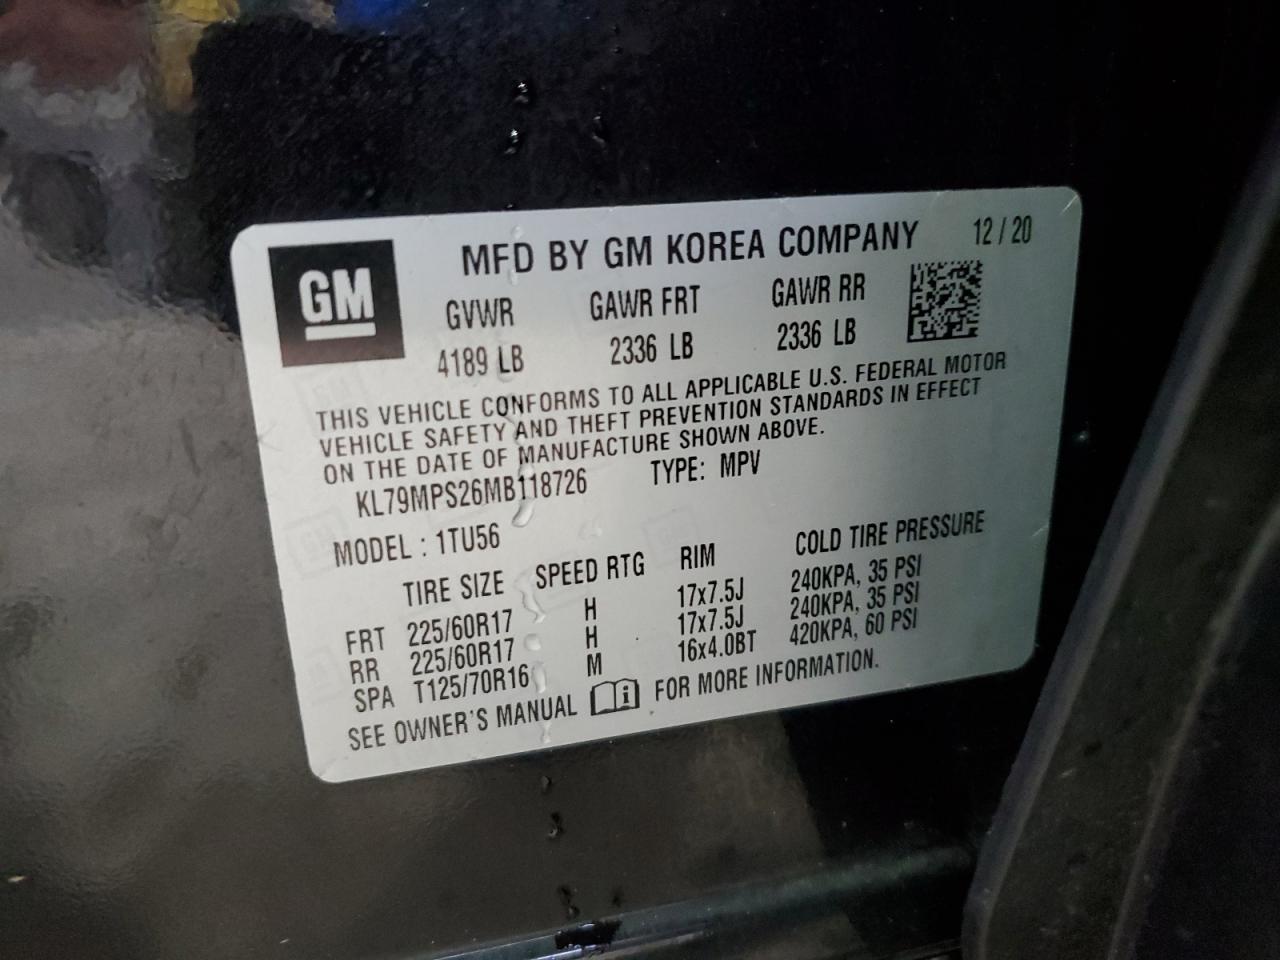 GM
MFD BY GM KOREA COMPANY 12 / 20
GVWR GAWR FRT GAWR RR
4189 LB 2336 LB 2336 LB
THIS VEHICLE CONFORMS TO ALL APPLICABLE U.S. FEDERAL MOTOR
VEHICLE SAFETY AND THEFT PREVENTION STANDARDS IN EFFECT
ON THE DATE OF MANUFACTURE SHOWN ABOVE.
KL79MPS26MB118726 TYPE: MPV
MODEL : 1TU56
TIRE SIZE SPEED RTG RIM COLD TIRE PRESSURE
FRT 225/60R17 H 17x7.5J 240KPA, 35 PSI
RR 225/60R17 H 17x7.5J 240KPA, 35 PSI
SPA T125/70R16 M 16x4.0BT 420KPA, 60 PSI
SEE OWNER'S MANUAL i FOR MORE INFORMATION.